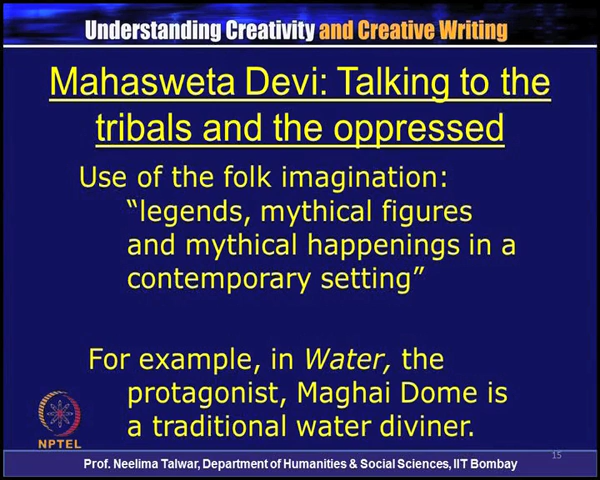 Understanding Creativity and Creative Writing
Mahasweta Devi: Talking to the
tribals and the oppressed
Use of the folk imagination:
“legends, mythical figures
and mythical happenings in a
contemporary setting”
For example, in Water, the
protagonist, Maghai Dome is
a traditional water diviner.
NPTEL
15
Prof. Neelima Talwar, Department of Humanities & Social Sciences, IIT Bombay